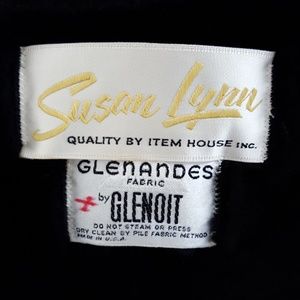 Susan Lynn
QUALITY BY ITEM HOUSE INC.
GLENANDES
FABRIC
by GLENOIT
DO NOT STEAM OR PRESS
DRY CLEAN BY PILE FABRIC METHOD
MADE IN U.S.A.